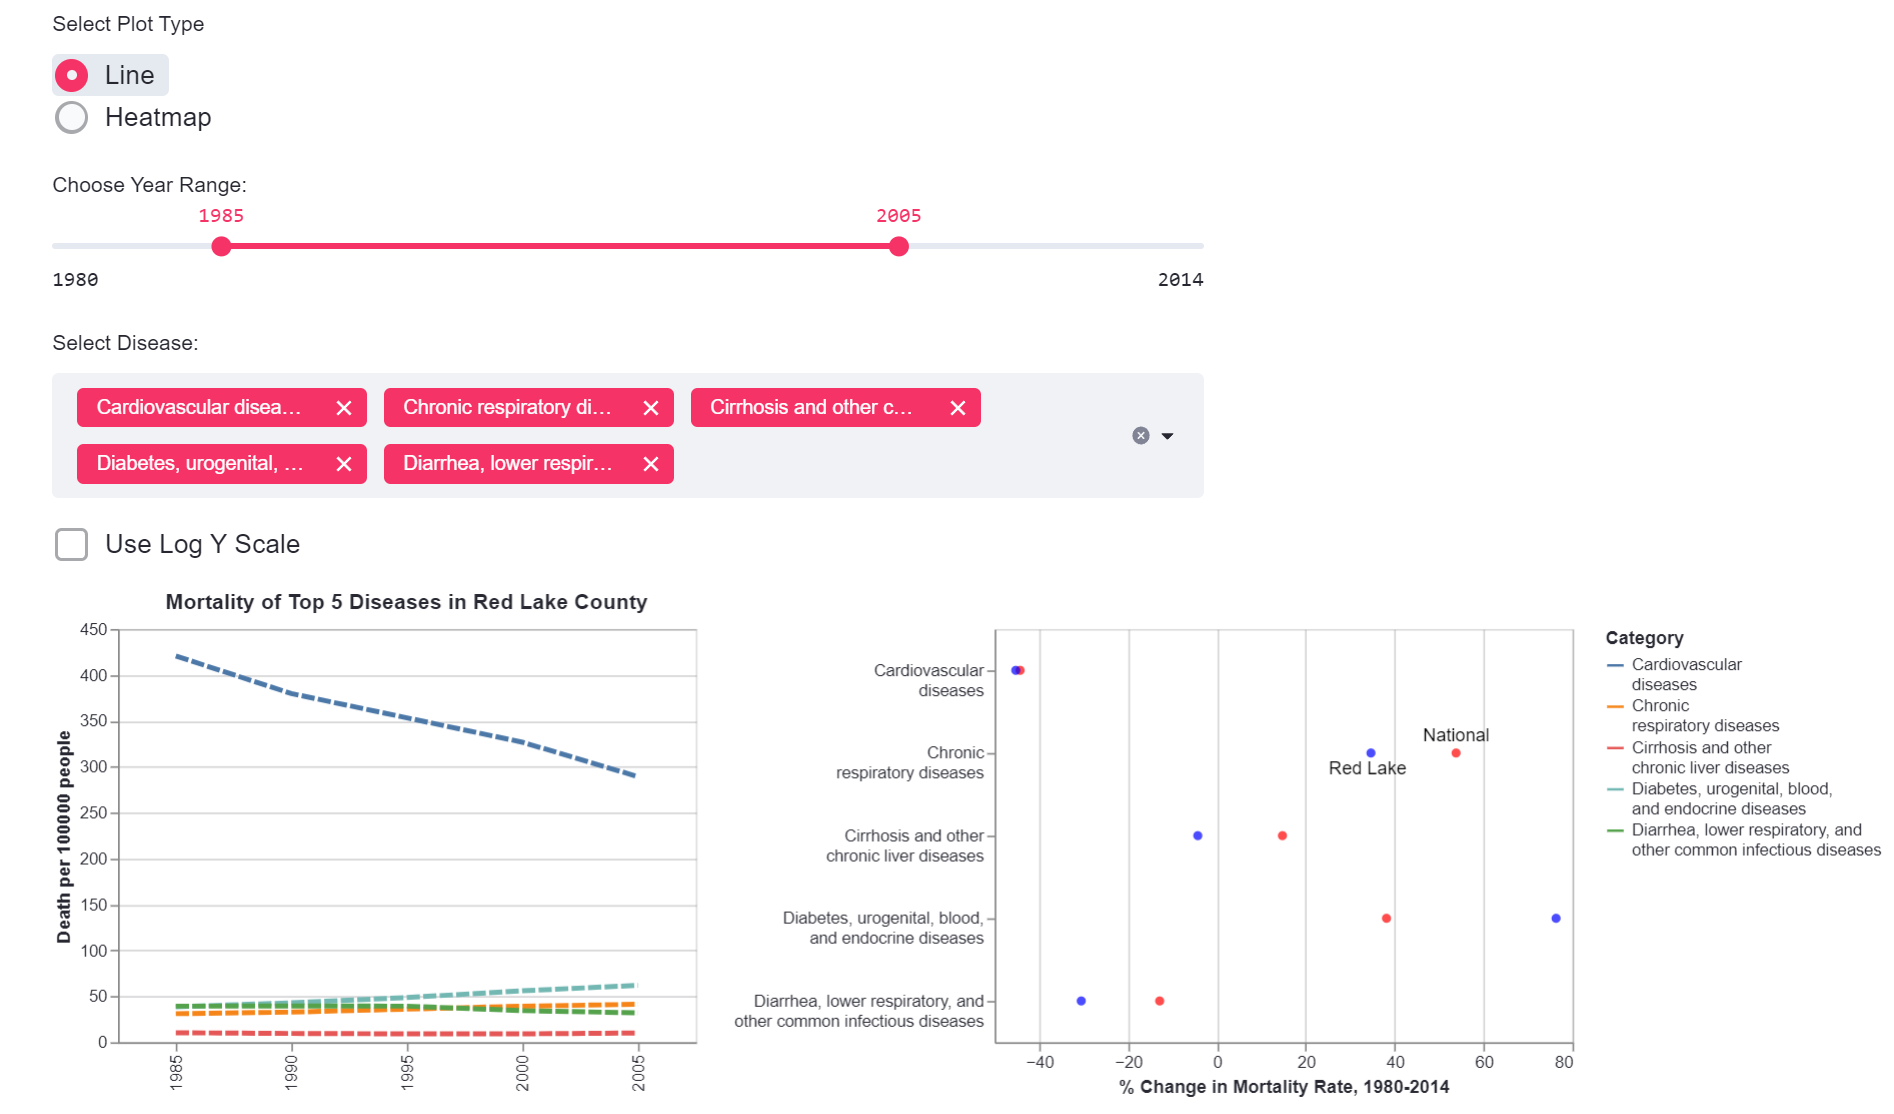 Select Plot Type
Line
Heatmap
Choose Year Range:
1985 2005
1980 2014
Select Disease:
Cardiovascular disea... Chronic respiratory di... Cirrhosis and other c...
Diabetes, urogenital, ... Diarrhea, lower respir...
Use Log Y Scale
Mortality of Top 5 Diseases in Red Lake County
Death per 100000 people
450
400
350
300
250
200
150
100
50
0
1985 1990 1995 2000 2005
Cardiovascular
diseases
Chronic
respiratory diseases
Cirrhosis and other
chronic liver diseases
Diabetes, urogenital, blood,
and endocrine diseases
Diarrhea, lower respiratory, and
other common infectious diseases
National
Red Lake
−40 −20 0 20 40 60 80
% Change in Mortality Rate, 1980-2014
Category
Cardiovascular
diseases
Chronic
respiratory diseases
Cirrhosis and other
chronic liver diseases
Diabetes, urogenital, blood,
and endocrine diseases
Diarrhea, lower respiratory, and
other common infectious diseases